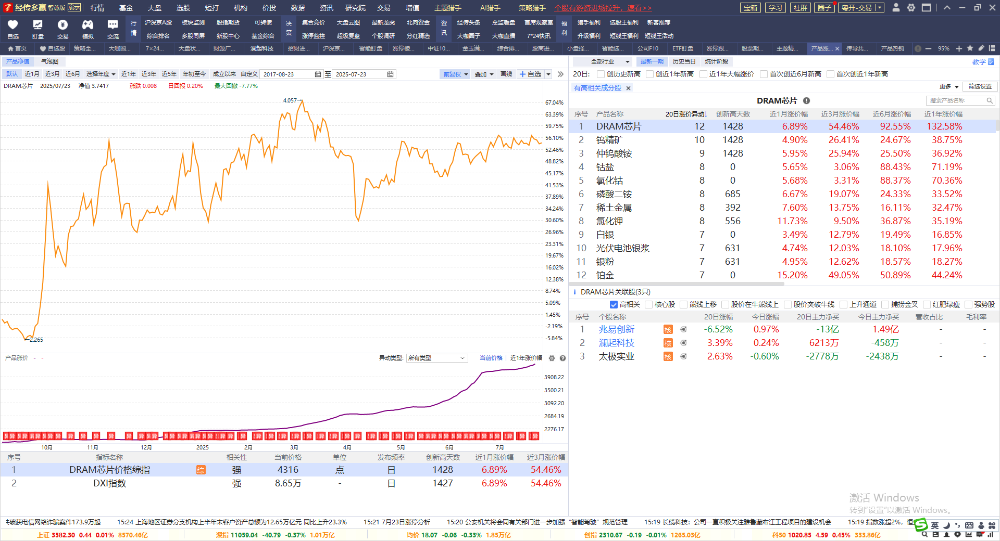 经传多赢 智尊版 演示 行情 基金 大盘 选股 短打 机构 价投 数据 资讯 研究院 交易 增值 主题猎手 AI猎手 策略猎手 个股有游资进场拉升，速看>> 宝箱 学习 社群 圈子 粤开-交易
自选 盯盘 交易 模拟 交流
行情 沪深京A股 板块监测 股指期货 可转债 决策 集合竞价 大盘云图 最新龙虎 北向资金 资讯 经传头条 总监看盘 首席观察室 福利 猎手福利 选股王福利 新客推荐
综合排名 多股同屏 新股中心 基金综合 涨停监控 超级复盘 个股调研 分红精选 大咖圈子 大咖直播 7*24快讯 升级福利 短线王福利 短线王活动
首页 自选股 策略全... 大咖圈... 7×24... 大盘状... 财源广... 澜起科技 招财进... 沪深京... 智能盯盘 涨停棱... 中证10... 金玉满... 综合排... 股商进... 小盘择... 智能选... 公司F10 ETF盯盘 涨停跟... 股票期... 主题精... 产品涨... × 传导共... 产品热销 95%
产品净值 气泡图
默认 近1月 近3月 近6月 选择年度 近1年 近3年 近5年 年初至今 成立以来 自定义 2017-08-23 至 2025-07-23 前复权 叠加 画线 自选
DRAM芯片 2025/07/23 净值 3.7417 涨跌 0.008 日回报 0.20% 最大回撤 -7.77%
4.057
2.265
67.04%
63.39%
59.75%
56.10%
52.46%
48.82%
45.17%
41.53%
37.89%
34.24%
30.60%
26.96%
23.31%
19.67%
16.02%
12.38%
8.74%
5.09%
1.45%
-2.19%
-5.84%
产品涨价 - - 异动类型: 所有类型 当前价格 | 近1年涨价幅
3908.22
3500.21
3092.20
2684.19
2276.17
10月 11月 12月 2025 2月 3月 4月 5月 6月 7月
序号 指标名称 相关性 当前价格 单位 发布频率 创新高天数 近1月涨价幅 近3月涨价幅
1 DRAM芯片价格综指 综 强 4316 点 日 1428 6.89% 54.46%
2 DXI指数 强 8.65万 - 日 1427 6.89% 54.46%
全部行业 最新一期 历史当日 统计阶段 教学
20日: 创历史新高 创近1年新高 近1年大幅涨价 首次创近6月新高 首次创近1年新高
有高相关成分股 × 更多 筛选设置
DRAM芯片 搜索产品名称
序号 产品名称 20日涨价异动↓ 创新高天数 近1月涨价幅 近3月涨价幅 近6月涨价幅 近1年涨价幅
1 DRAM芯片 12 1428 6.89% 54.46% 92.55% 132.58%
2 钨精矿 10 1428 4.90% 26.41% 24.67% 38.75%
3 仲钨酸铵 9 1428 5.95% 25.94% 25.50% 36.92%
4 钴盐 8 0 5.65% 3.06% 88.43% 71.19%
5 氯化钴 8 0 5.68% 3.31% 88.37% 70.36%
6 磷酸二铵 8 685 6.67% 19.07% 24.33% 33.52%
7 稀土金属 8 392 7.60% 13.75% 16.11% 32.47%
8 氯化钾 8 556 11.73% 9.50% 36.87% 35.19%
9 白银 7 0 3.49% 12.79% 19.49% 16.85%
10 光伏电池银浆 7 631 4.74% 12.03% 18.10% 17.96%
11 银粉 7 631 4.95% 12.62% 18.57% 18.27%
12 铂金 7 0 15.20% 49.05% 50.89% 44.24%
DRAM芯片关联股(3只)
高相关 核心股 熊线上移 股价在牛熊线上 股价突破牛线 上升通道 捕捞金叉 红肥绿瘦 强势股
序号 个股名称 20日涨幅 今日涨幅 20日主力净买 今日主力净买 营收占比 毛利率
1 兆易创新 核 -6.52% 0.97% -13亿 1.49亿 - -
2 澜起科技 核 3.39% 0.24% 6213万 -458万 - -
3 太极实业 核 2.63% -0.60% -2778万 -2438万 - -
激活 Windows
转到“设置”以激活 Windows。
破获电信网络诈骗案件173.9万起 15:24 上海地区证券分支机构上半年末客户资产总额为12.65万亿元 同比上升23.3% 15:21 7月23日涨停分析 15:20 公安机关将会同有关部门进一步加强“智能驾驶”规范管理 15:19 长缆科技：公司一直积极关注雅鲁藏布江工程项目的建设机会 15:19 指数涨超2%，恒
上证 3582.30 0.44 0.01% 8570.46亿 深指 11059.04 -40.79 -0.37% 1.01万亿 均价 18.07 -0.06 -0.33% 1.85万亿 创指 2310.67 -0.19 -0.01% 1265.03亿 科50 1020.85 4.59 0.45% 333.86亿
英